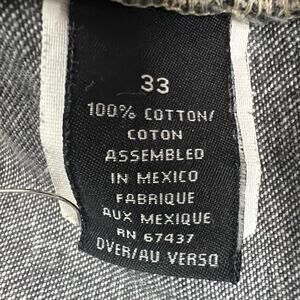 33
100% COTTON/
COTON
ASSEMBLED
IN MEXICO
FABRIQUE
AUX MEXIQUE
RN 67437
OVER/AU VERSO